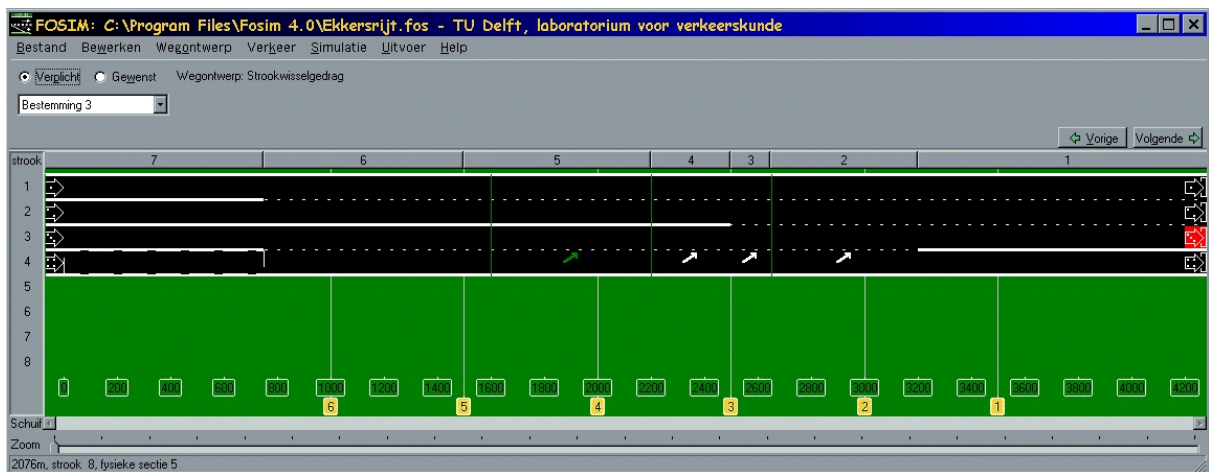 FOSIM: C:\Program Files\Fosim 4.0\Ekkersrijt.fos - TU Delft, laboratorium voor verkeerskunde
Bestand Bewerken Wegontwerp Verkeer Simulatie Uitvoer Help
Verplicht Gewenst Wegontwerp: Strookwisselgedrag
Bestemming 3
Vorige Volgende
strook 7 6 5 4 3 2 1
1
2
3
4
5
6
7
8
0 200 400 600 800 1000 1200 1400 1600 1800 2000 2200 2400 2600 2800 3000 3200 3400 3600 3800 4000 4200
6 5 4 3 2 1
Schuif
Zoom
2076m, strook 8, fysieke sectie 5